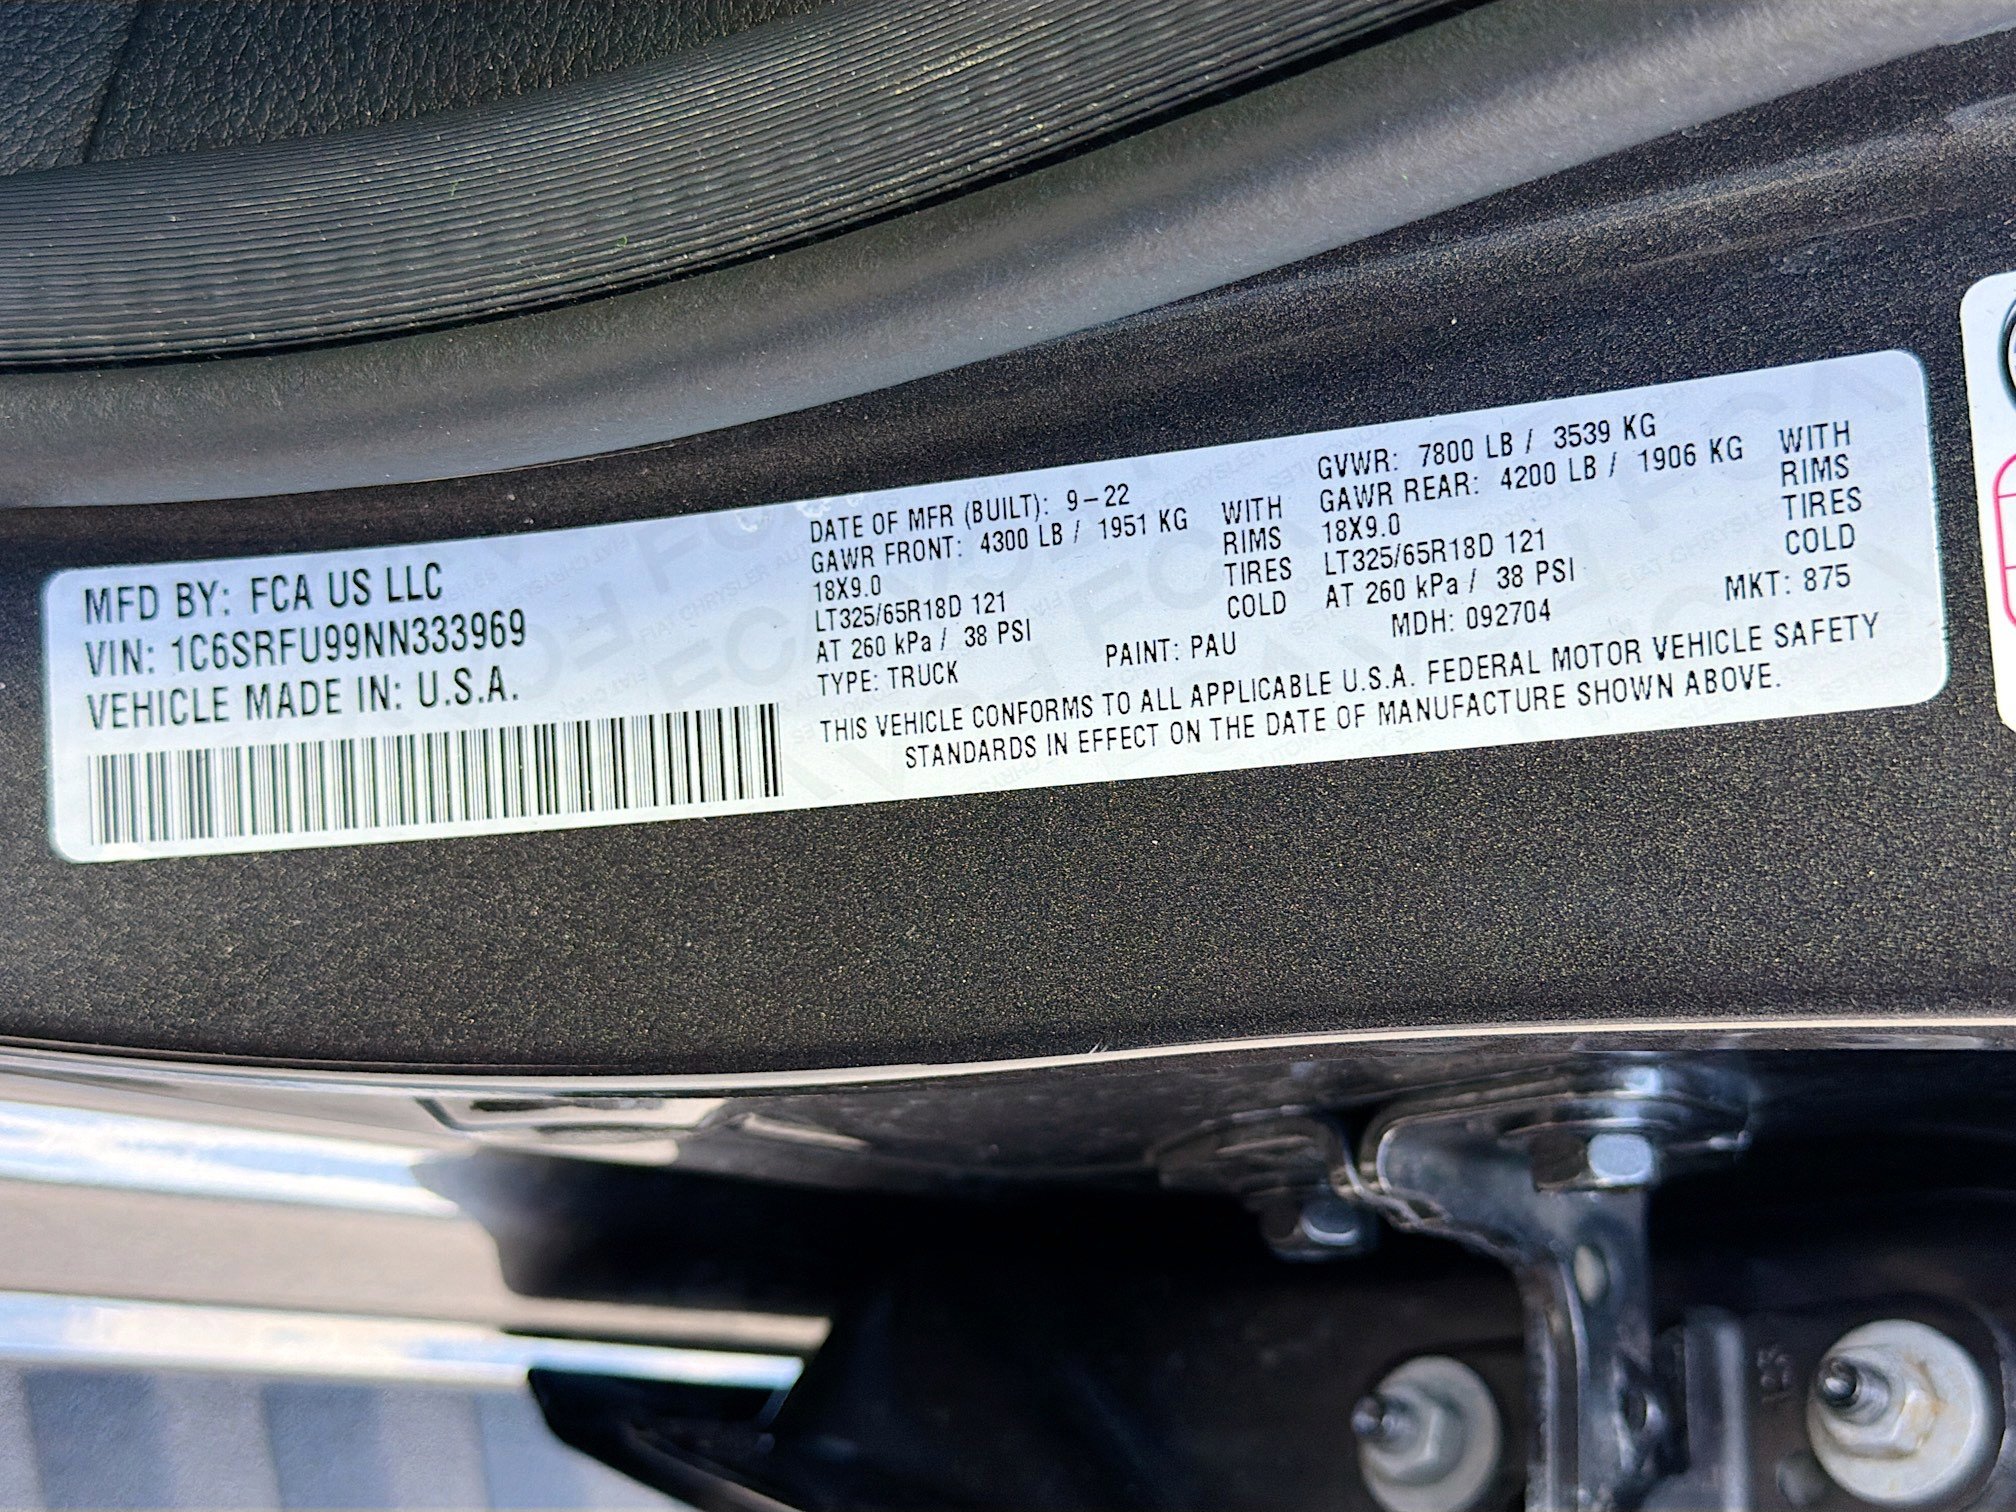 MFD BY: FCA US LLC
VIN: 1C6SRFU99NN333969
VEHICLE MADE IN: U.S.A.
DATE OF MFR (BUILT): 9-22 GVWR: 7800 LB / 3539 KG
GAWR FRONT: 4300 LB / 1951 KG WITH GAWR REAR: 4200 LB / 1906 KG WITH
18X9.0 RIMS 18X9.0 RIMS
LT325/65R18D 121 TIRES LT325/65R18D 121 TIRES
AT 260 kPa / 38 PSI COLD AT 260 kPa / 38 PSI COLD
TYPE: TRUCK PAINT: PAU MDH: 092704 MKT: 875
THIS VEHICLE CONFORMS TO ALL APPLICABLE U.S.A. FEDERAL MOTOR VEHICLE SAFETY
STANDARDS IN EFFECT ON THE DATE OF MANUFACTURE SHOWN ABOVE.